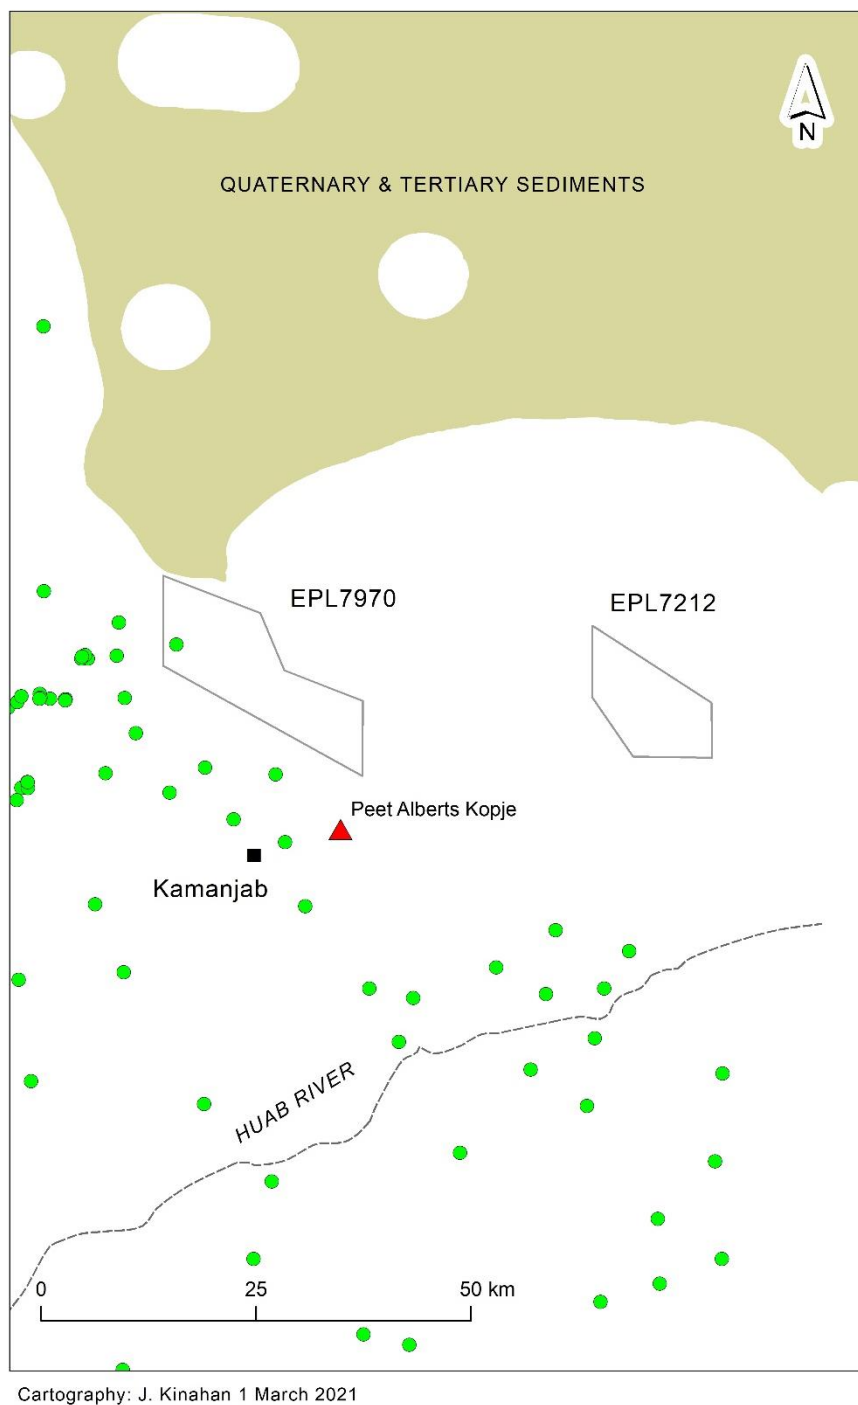 N
QUATERNARY & TERTIARY SEDIMENTS
EPL7970
EPL7212
Peet Alberts Kopje
Kamanjab
HUAB RIVER
0 25 50 km
Cartography: J. Kinahan 1 March 2021